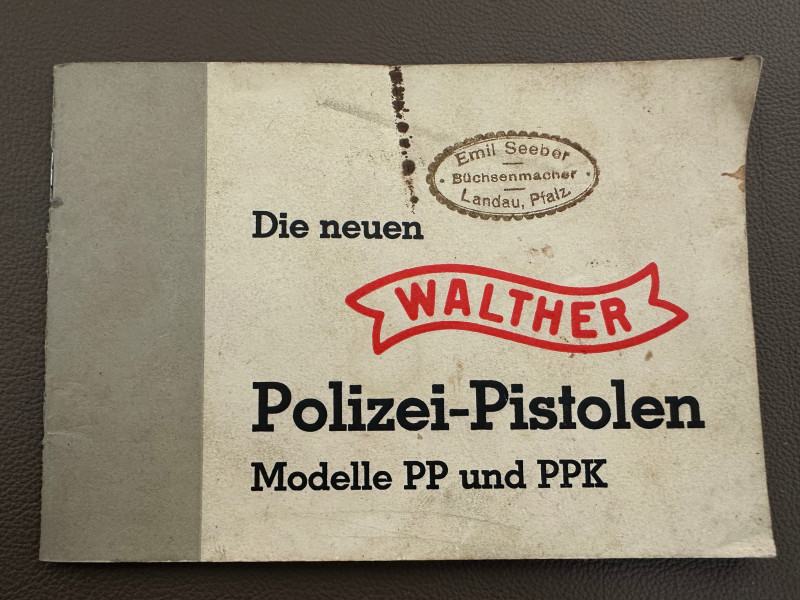 Emil Seeber
Büchsenmacher
Landau, Pfalz
Die neuen
WALTHER
Polizei-Pistolen
Modelle PP und PPK